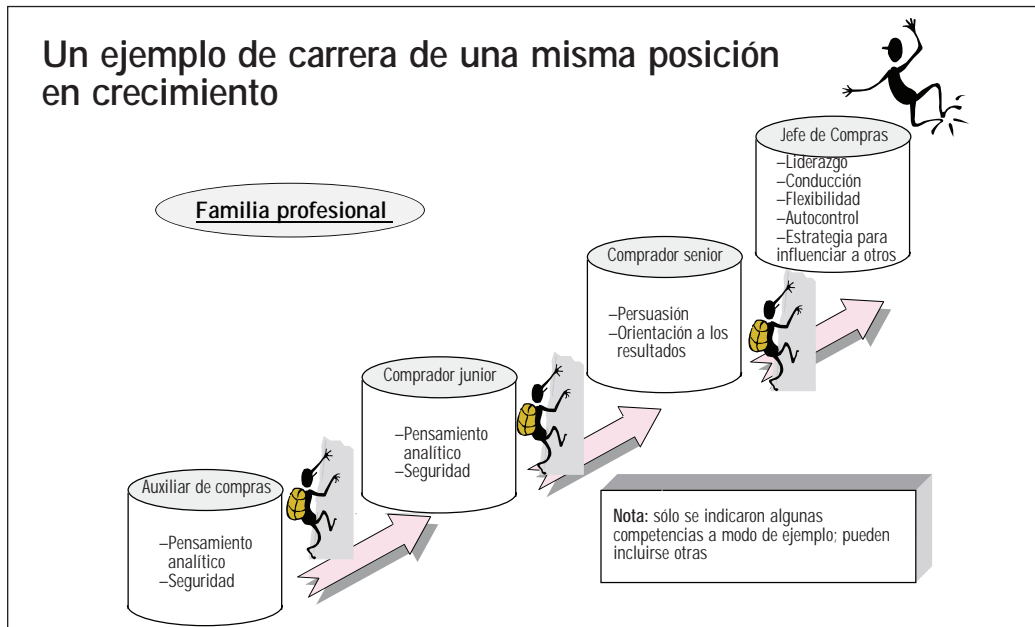 Un ejemplo de carrera de una misma posición
en crecimiento
Familia profesional
Jefe de Compras
–Liderazgo
–Conducción
–Flexibilidad
–Autocontrol
–Estrategia para
influenciar a otros
Comprador senior
–Persuasión
–Orientación a los
resultados
Comprador junior
–Pensamiento
analítico
–Seguridad
Auxiliar de compras
–Pensamiento
analítico
–Seguridad
Nota: sólo se indicaron algunas
competencias a modo de ejemplo; pueden
incluirse otras